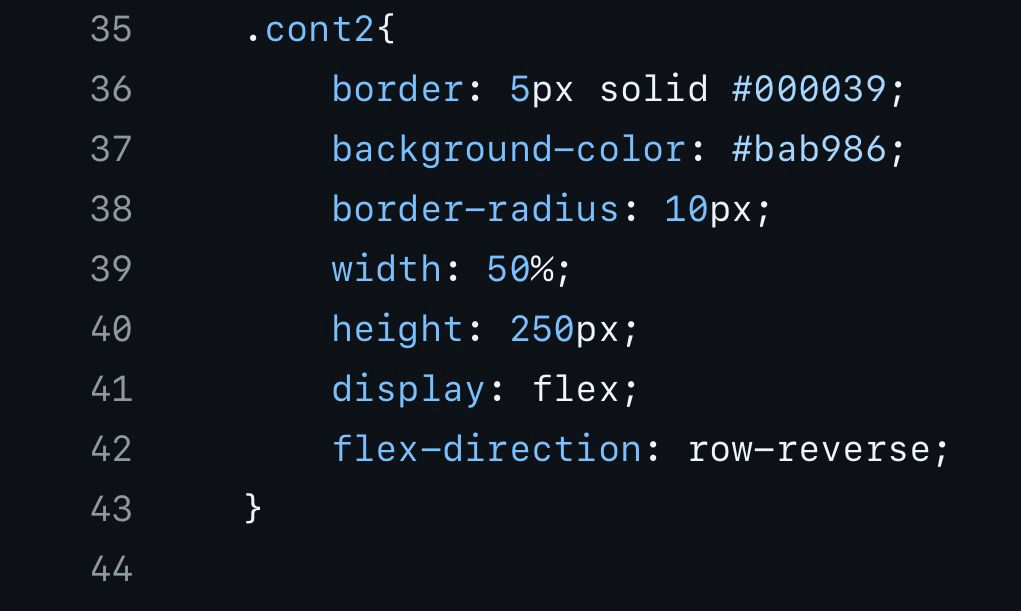 35 .cont2{
36 border: 5px solid #000039;
37 background-color: #bab986;
38 border-radius: 10px;
39 width: 50%;
40 height: 250px;
41 display: flex;
42 flex-direction: row-reverse;
43 }
44